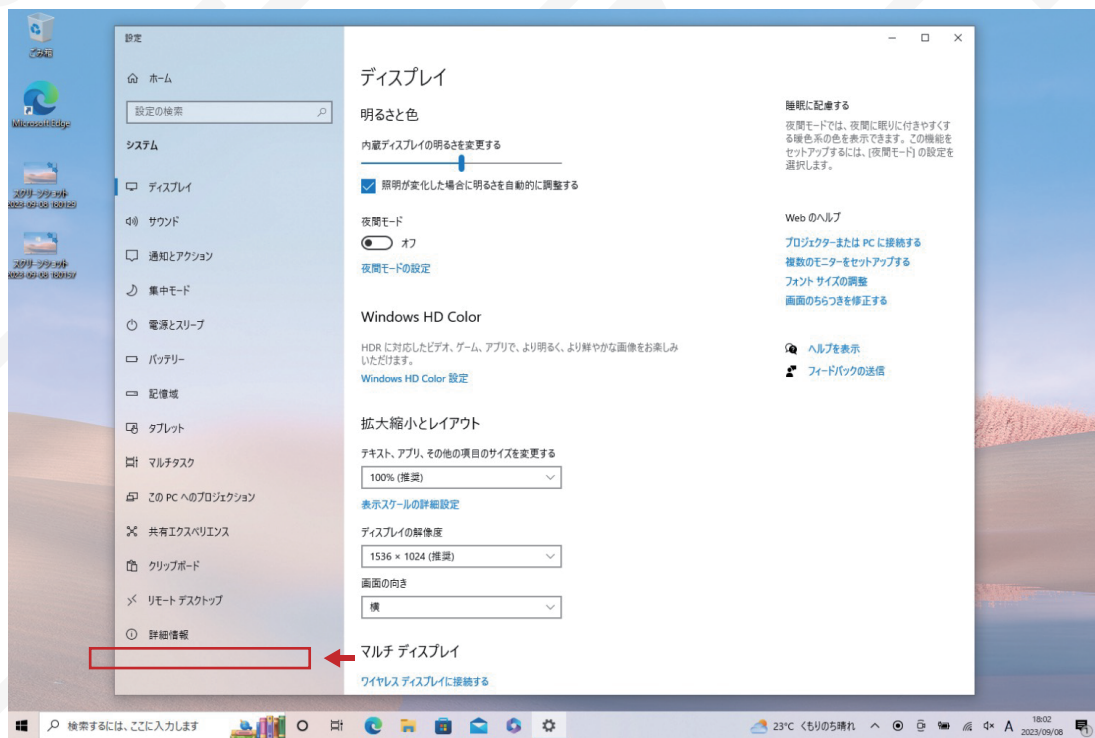 ごみ箱
Microsoft Edge
スクリーンショット
2023-09-08 180129
スクリーンショット
2023-09-08 180157
設定
ホーム
設定の検索
システム
ディスプレイ
サウンド
通知とアクション
集中モード
電源とスリープ
バッテリー
記憶域
タブレット
マルチタスク
この PC へのプロジェクション
共有エクスペリエンス
クリップボード
リモート デスクトップ
詳細情報
ディスプレイ
明るさと色
内蔵ディスプレイの明るさを変更する
照明が変化した場合に明るさを自動的に調整する
夜間モード
オフ
夜間モードの設定
Windows HD Color
HDR に対応したビデオ、ゲーム、アプリで、より明るく、より鮮やかな画像をお楽しみ
いただけます。
Windows HD Color 設定
拡大縮小とレイアウト
テキスト、アプリ、その他の項目のサイズを変更する
100% (推奨)
表示スケールの詳細設定
ディスプレイの解像度
1536 × 1024 (推奨)
画面の向き
横
マルチ ディスプレイ
ワイヤレス ディスプレイに接続する
睡眠に配慮する
夜間モードでは、夜間に眠りに付きやすくす
る暖色系の色を表示できます。この機能を
セットアップするには、[夜間モード] の設定を
選択します。
Web のヘルプ
プロジェクターまたは PC に接続する
複数のモニターをセットアップする
フォント サイズの調整
画面のちらつきを修正する
ヘルプを表示
フィードバックの送信
検索するには、ここに入力します
23°C くもりのち晴れ
A
18:02
2023/09/08
1